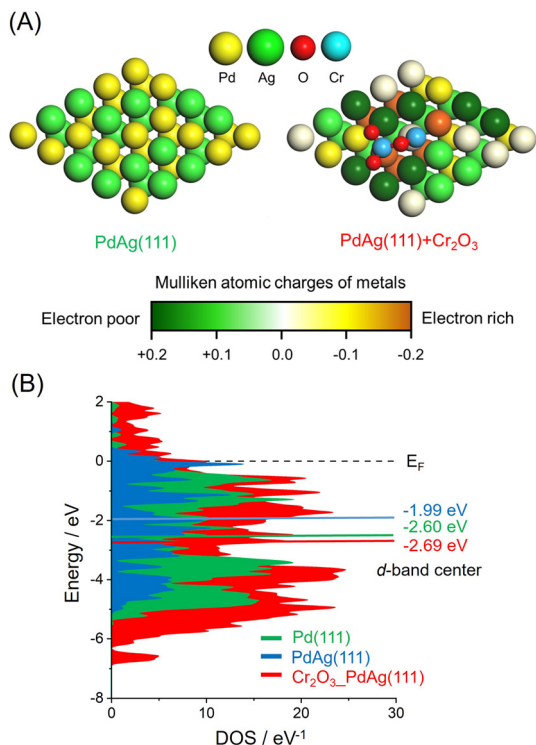 (A)
Pd Ag O Cr
PdAg(111) PdAg(111)+Cr₂O₃
Mulliken atomic charges of metals
Electron poor Electron rich
+0.2 +0.1 0.0 -0.1 -0.2
(B)
2
0
-2
-4
-6
-8
Energy / eV
E_F
-1.99 eV
-2.60 eV
-2.69 eV
d-band center
Pd(111)
PdAg(111)
Cr₂O₃_PdAg(111)
0 10 20 30
DOS / eV⁻¹